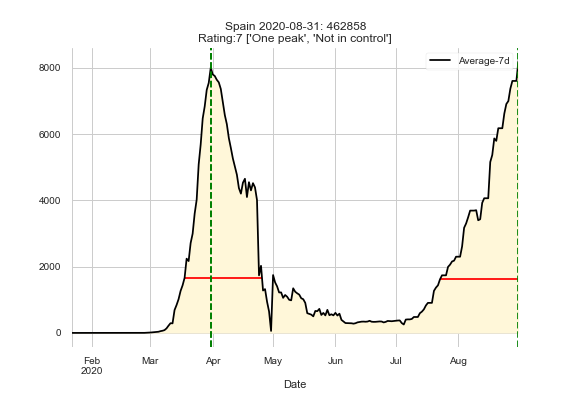 Spain 2020-08-31: 462858
Rating:7 ['One peak', 'Not in control']
Average-7d
8000
6000
4000
2000
0
Feb Mar Apr May Jun Jul Aug
2020
Date